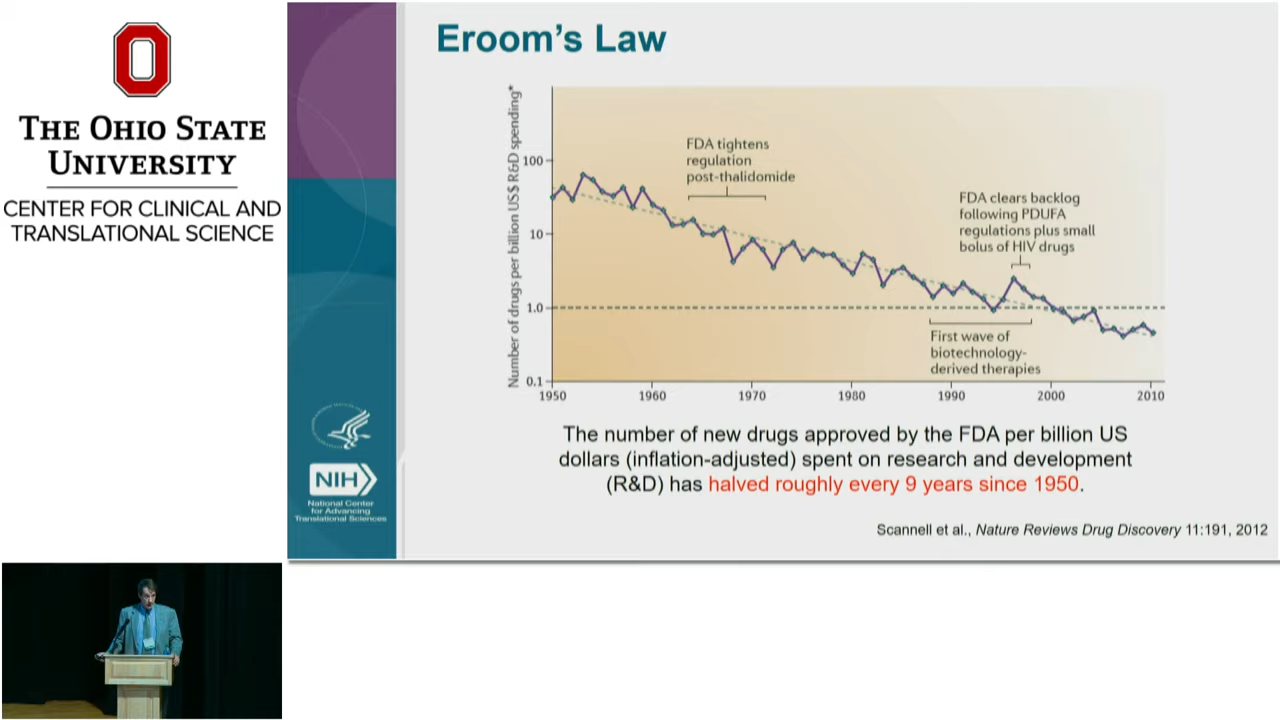 THE OHIO STATE
UNIVERSITY
CENTER FOR CLINICAL AND
TRANSLATIONAL SCIENCE
Eroom's Law
Number of drugs per billion US$ R&D spending*
100
10
1.0
0.1
FDA tightens
regulation
post-thalidomide
FDA clears backlog
following PDUFA
regulations plus small
bolus of HIV drugs
First wave of
biotechnology-
derived therapies
1950 1960 1970 1980 1990 2000 2010
The number of new drugs approved by the FDA per billion US
dollars (inflation-adjusted) spent on research and development
(R&D) has halved roughly every 9 years since 1950.
Scannell et al., Nature Reviews Drug Discovery 11:191, 2012
NIH
National Center
for Advancing
Translational Sciences